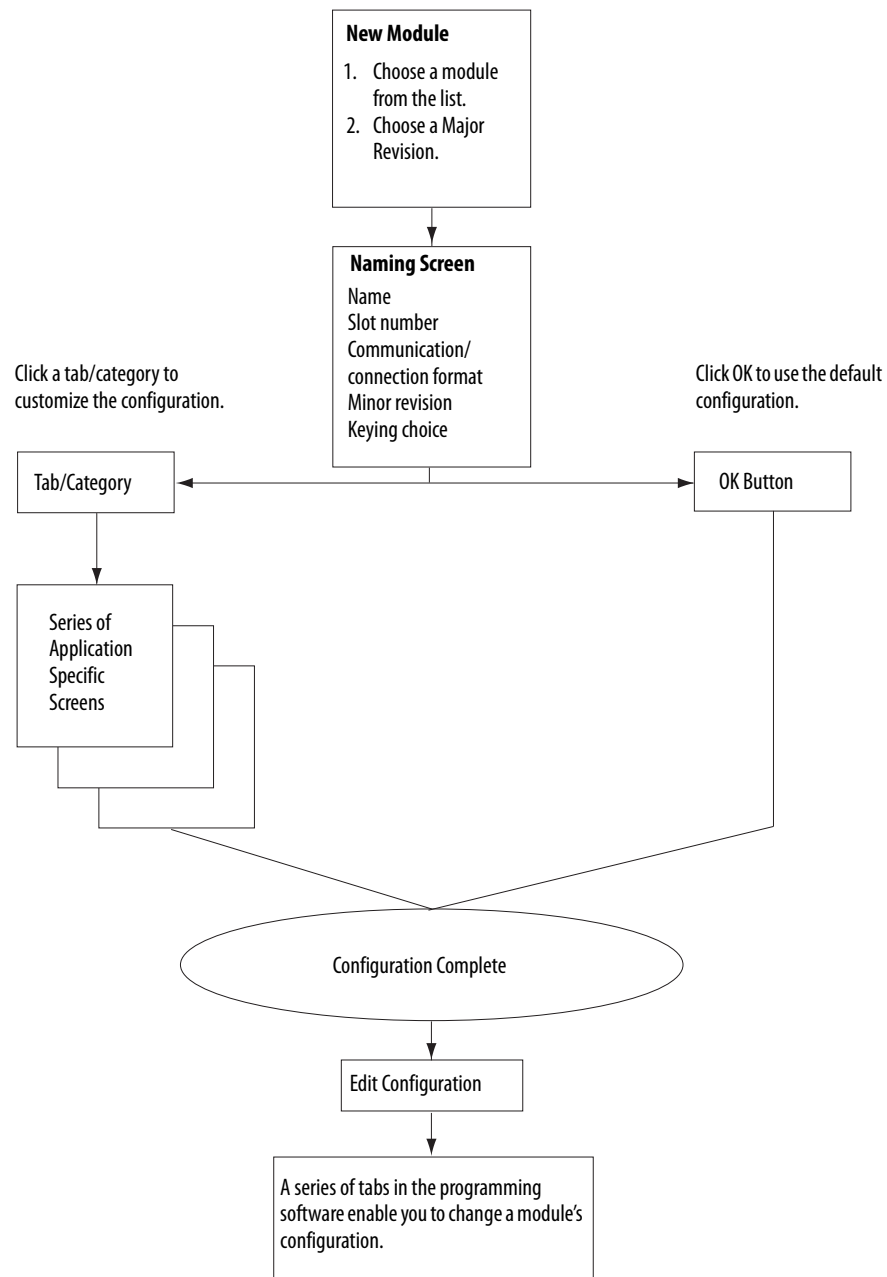 New Module
1. Choose a module
from the list.
2. Choose a Major
Revision.
Naming Screen
Name
Slot number
Communication/
connection format
Minor revision
Keying choice
Click a tab/category to
customize the configuration.
Click OK to use the default
configuration.
Tab/Category
OK Button
Series of
Application
Specific
Screens
Configuration Complete
Edit Configuration
A series of tabs in the programming
software enable you to change a module’s
configuration.